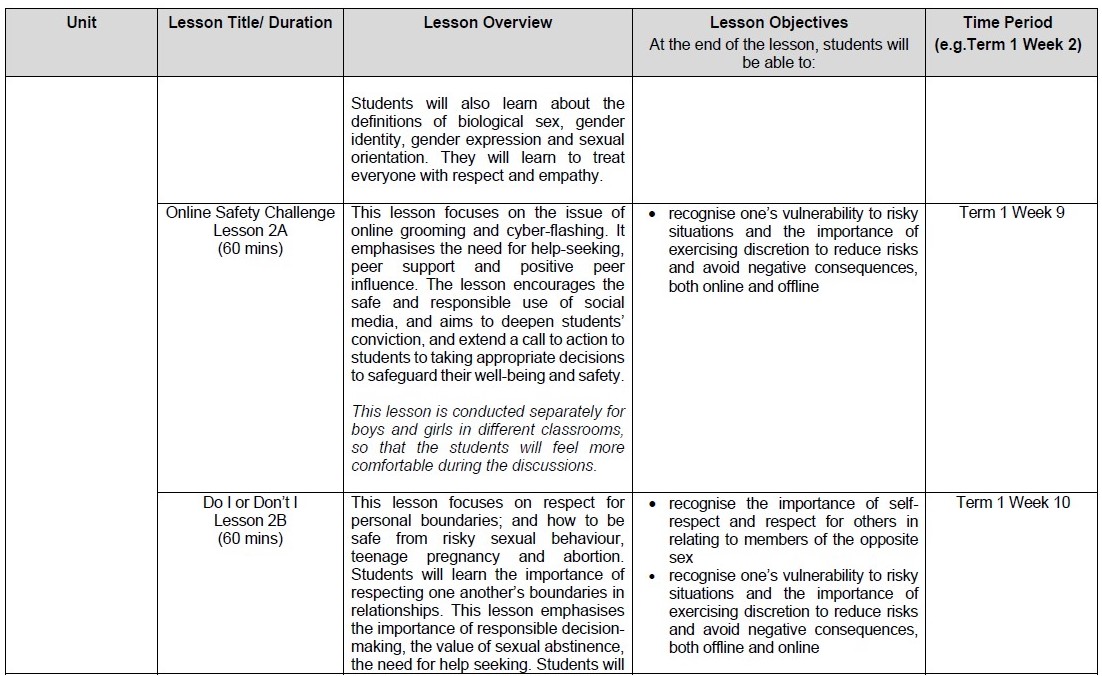 Unit
Lesson Title/ Duration
Lesson Overview
Lesson Objectives
At the end of the lesson, students will
be able to:
Time Period
(e.g.Term 1 Week 2)
Students will also learn about the
definitions of biological sex, gender
identity, gender expression and sexual
orientation. They will learn to treat
everyone with respect and empathy.
Online Safety Challenge
Lesson 2A
(60 mins)
This lesson focuses on the issue of
online grooming and cyber-flashing. It
emphasises the need for help-seeking,
peer support and positive peer
influence. The lesson encourages the
safe and responsible use of social
media, and aims to deepen students’
conviction, and extend a call to action to
students to taking appropriate decisions
to safeguard their well-being and safety.
This lesson is conducted separately for
boys and girls in different classrooms,
so that the students will feel more
comfortable during the discussions.
• recognise one’s vulnerability to risky
situations and the importance of
exercising discretion to reduce risks
and avoid negative consequences,
both online and offline
Term 1 Week 9
Do I or Don’t I
Lesson 2B
(60 mins)
This lesson focuses on respect for
personal boundaries; and how to be
safe from risky sexual behaviour,
teenage pregnancy and abortion.
Students will learn the importance of
respecting one another’s boundaries in
relationships. This lesson emphasises
the importance of responsible decision-
making, the value of sexual abstinence,
the need for help seeking. Students will
• recognise the importance of self-
respect and respect for others in
relating to members of the opposite
sex
• recognise one’s vulnerability to risky
situations and the importance of
exercising discretion to reduce risks
and avoid negative consequences,
both offline and online
Term 1 Week 10